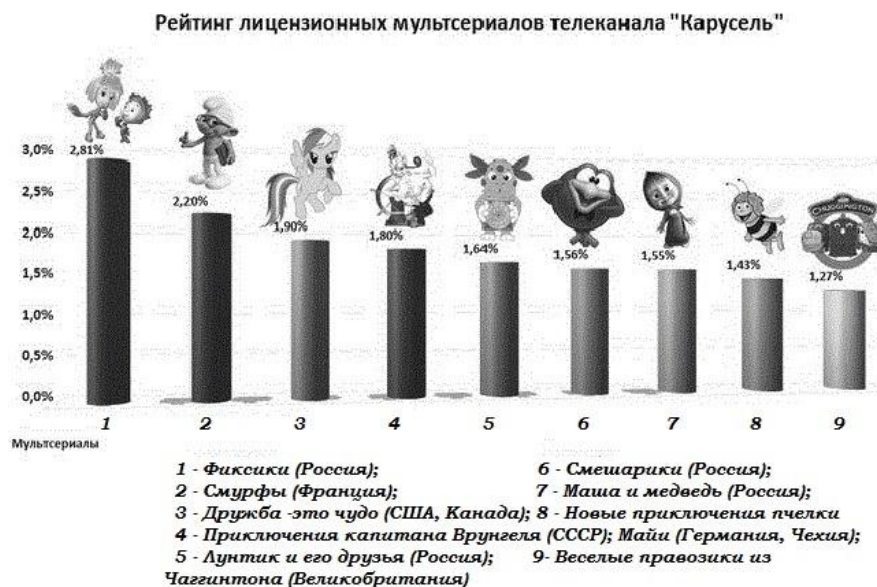 Рейтинг лицензионных мультсериалов телеканала "Карусель"
3,0%
2,5%
2,0%
1,5%
1,0%
0,5%
0,0%
2,81%
2,20%
1,90%
1,80%
1,64%
1,56%
1,55%
1,43%
1,27%
CHUGGINGTON
1 2 3 4 5 6 7 8 9
Мультсериалы
1 - Фиксики (Россия); 6 - Смешарики (Россия);
2 - Смурфы (Франция); 7 - Маша и медведь (Россия);
3 - Дружба -это чудо (США, Канада); 8 - Новые приключения пчелки
4 - Приключения капитана Врунгеля (СССР); Майи (Германия, Чехия);
5 - Лунтик и его друзья (Россия); 9- Веселые правозики из
Чаггинтона (Великобритания)